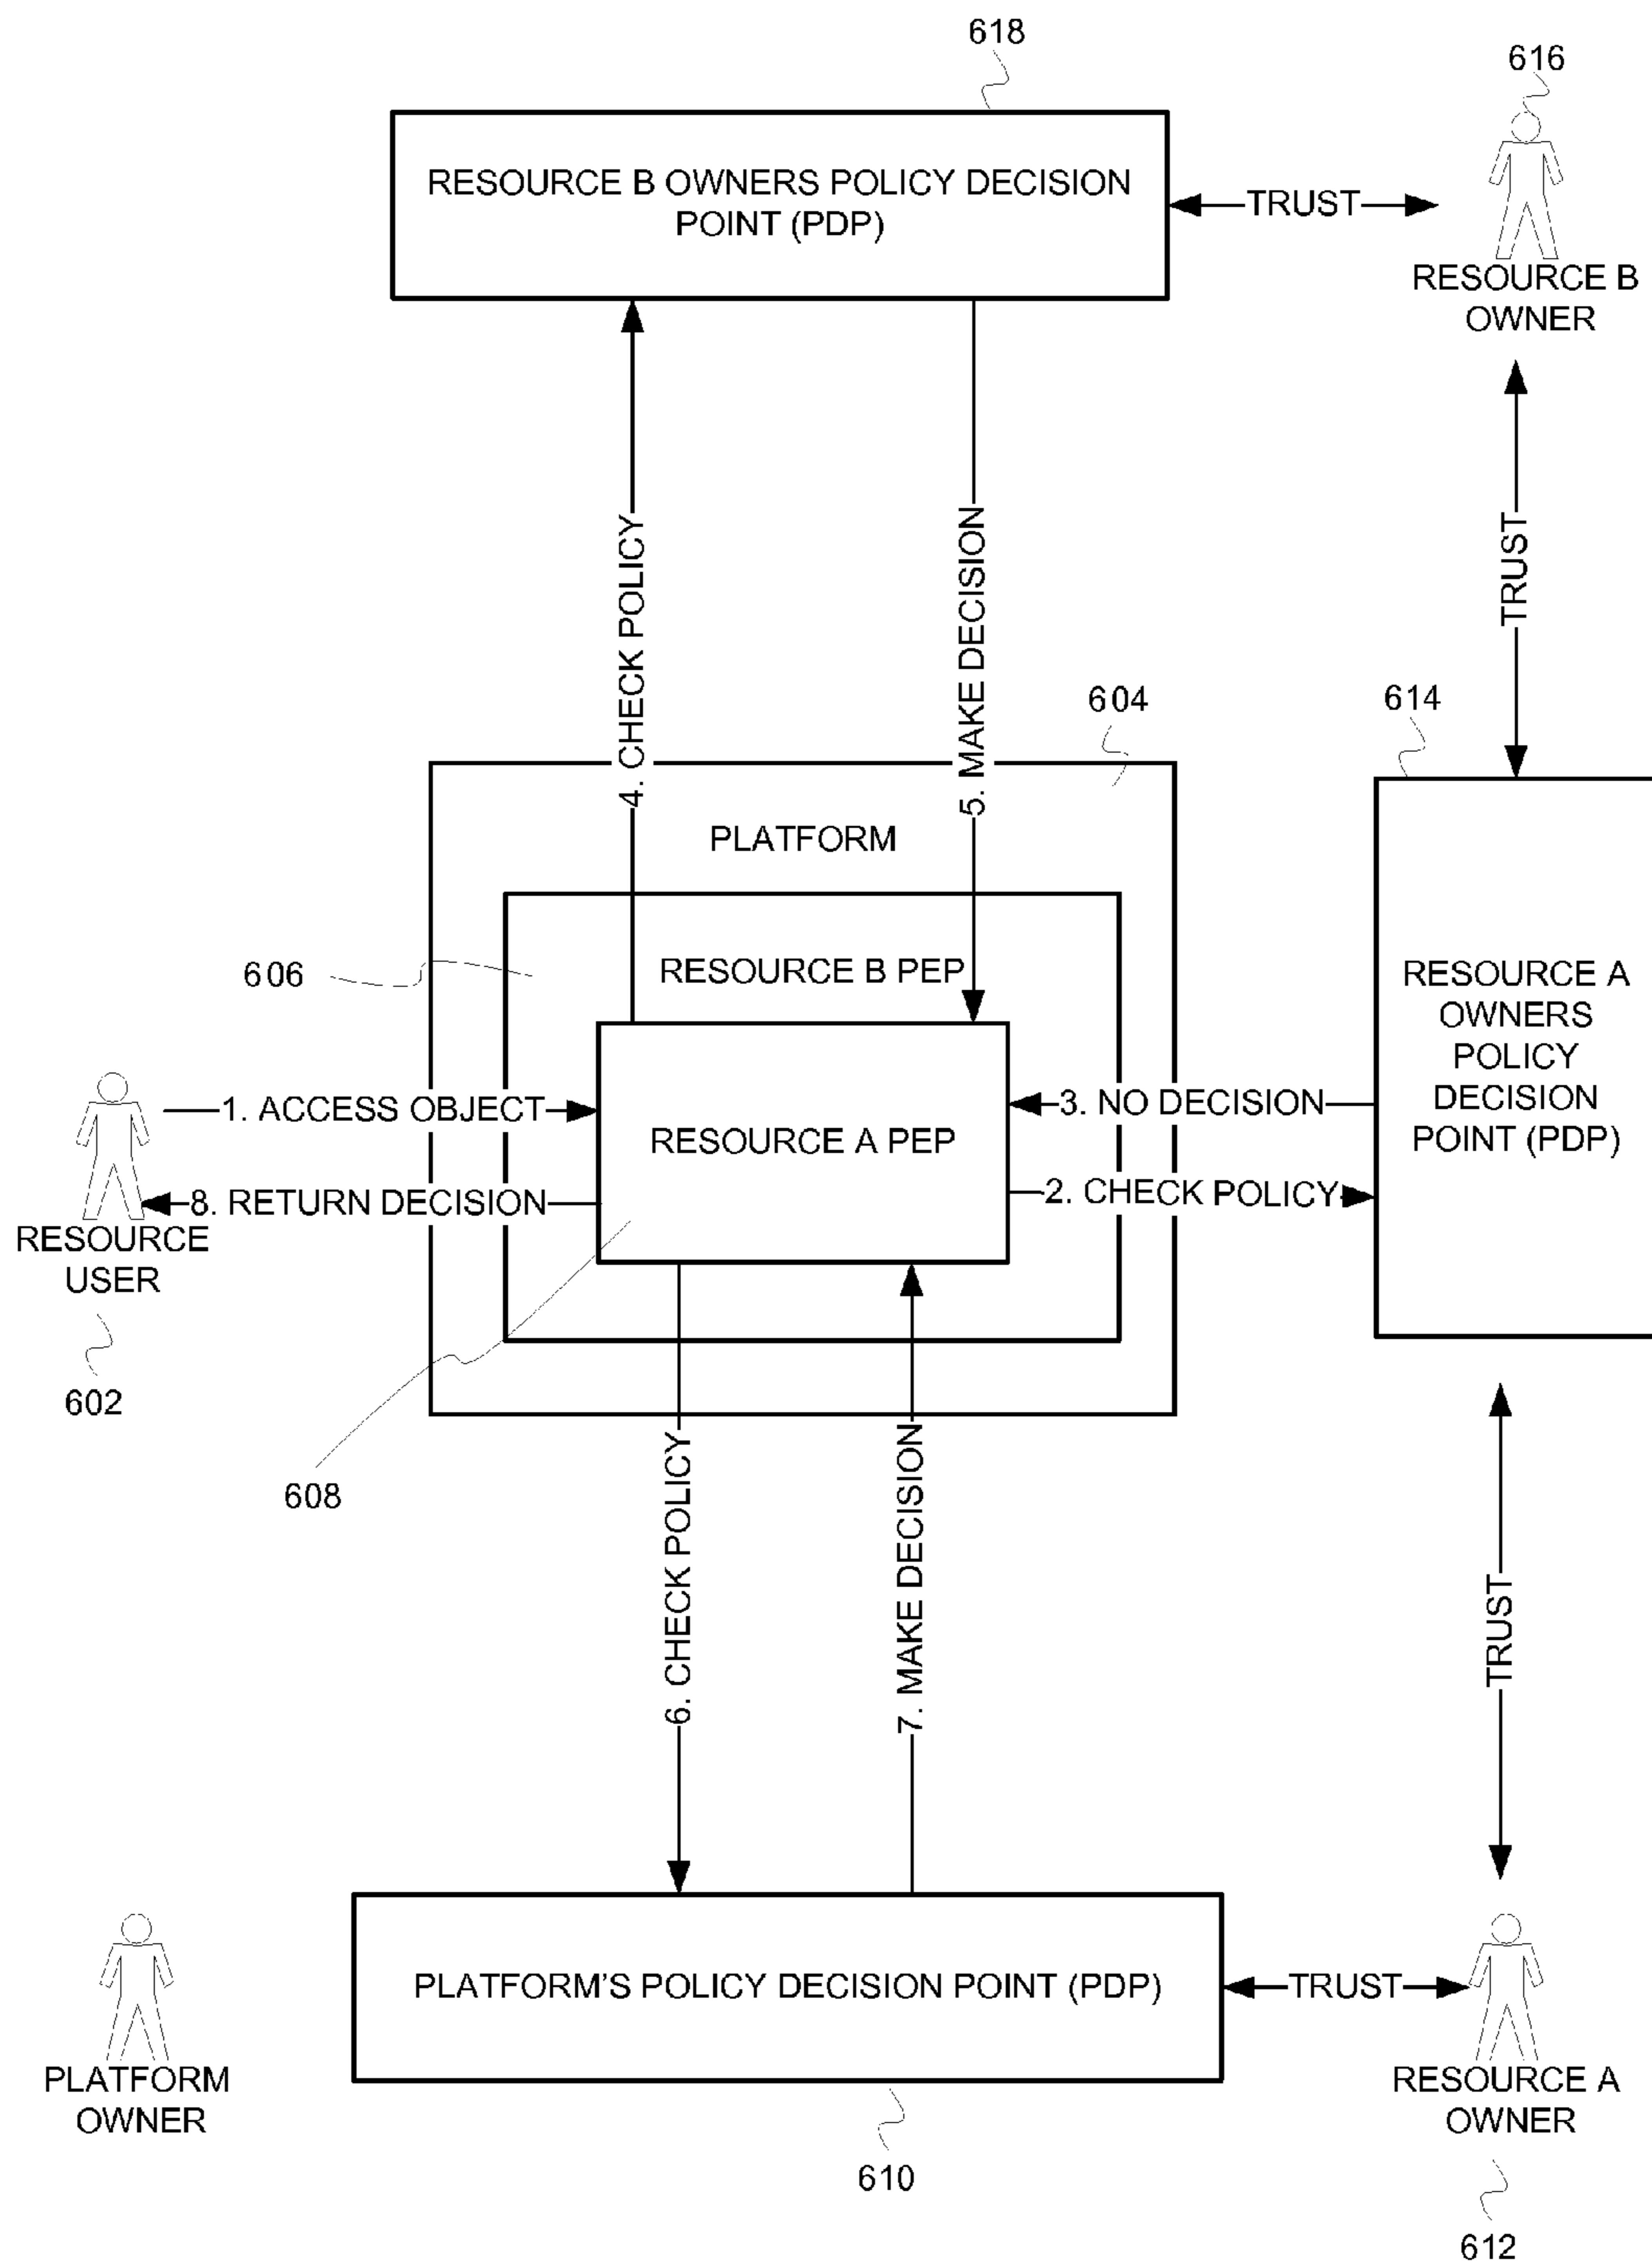 618
616
RESOURCE B OWNERS POLICY DECISION
POINT (PDP)
TRUST
RESOURCE B
OWNER
4. CHECK POLICY
5. MAKE DECISION
TRUST
604
614
PLATFORM
606
RESOURCE B PEP
RESOURCE A
OWNERS
POLICY
DECISION
POINT (PDP)
1. ACCESS OBJECT
3. NO DECISION
RESOURCE A PEP
2. CHECK POLICY
8. RETURN DECISION
RESOURCE
USER
602
608
6. CHECK POLICY
7. MAKE DECISION
TRUST
PLATFORM'S POLICY DECISION POINT (PDP)
TRUST
PLATFORM
OWNER
RESOURCE A
OWNER
610
612